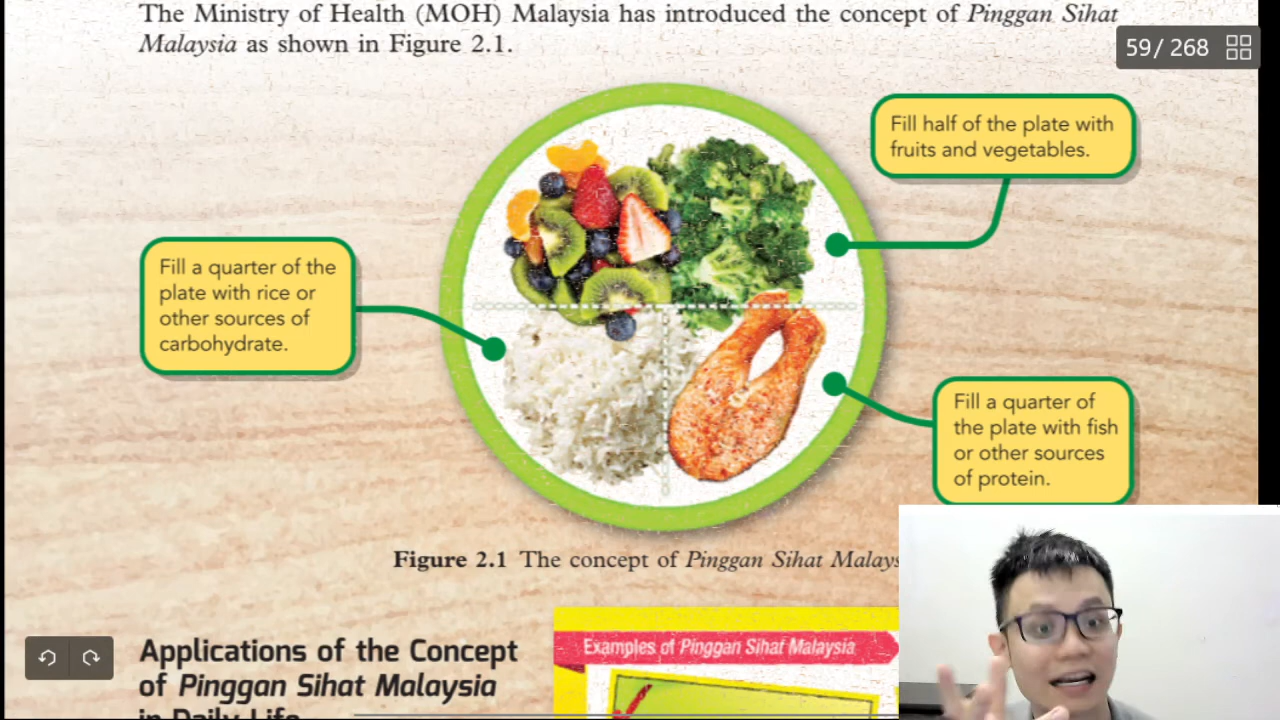 The Ministry of Health (MOH) Malaysia has introduced the concept of Pinggan Sihat
Malaysia as shown in Figure 2.1.
59/ 268
Fill half of the plate with
fruits and vegetables.
Fill a quarter of the
plate with rice or
other sources of
carbohydrate.
Fill a quarter of
the plate with fish
or other sources
of protein.
Figure 2.1 The concept of Pinggan Sihat Malays
Applications of the Concept
of Pinggan Sihat Malaysia
in Daily Life
Examples of Pinggan Sihat Malaysia